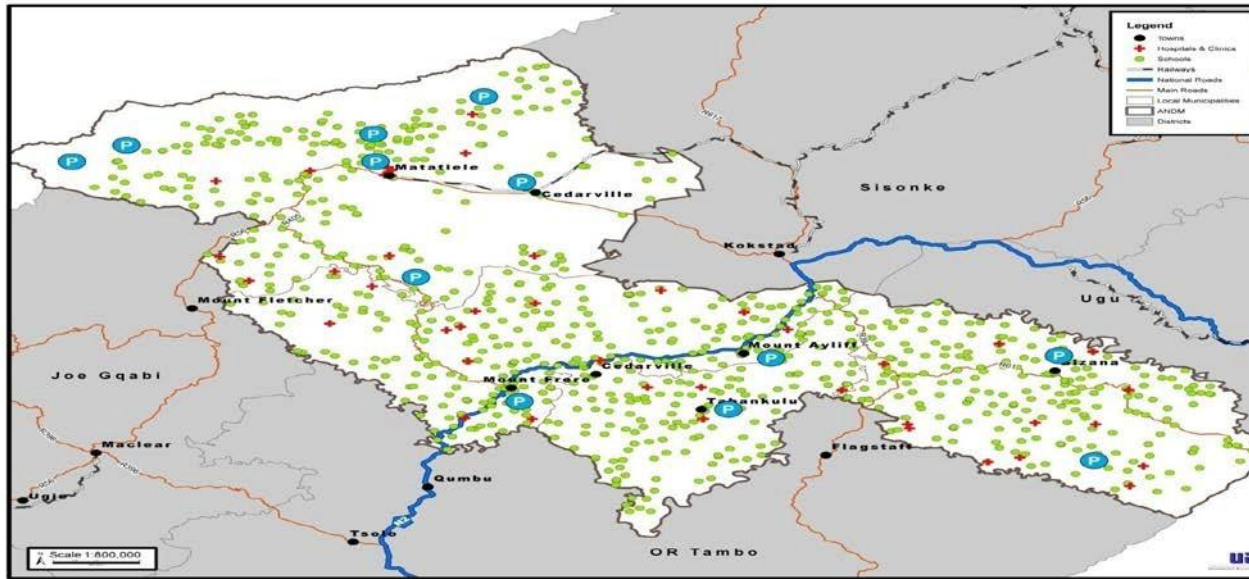 Legend
Towns
Hospitals & Clinics
Schools
Railways
National Roads
Main Roads
Local Municipalities
ANDM
Districts
P
P
P
P
P
Matatiele
P
Cedarville
Sisonke
Kokstad
P
Ugu
Mount Fletcher
Mount Ayliff
P
P
Joe Gqabi
Cedarville
Mount Frere
P
Tabankulu
P
Maclear
Flagstaff
P
Qumbu
Ugie
Tsolo
OR Tambo
Scale 1:800,000